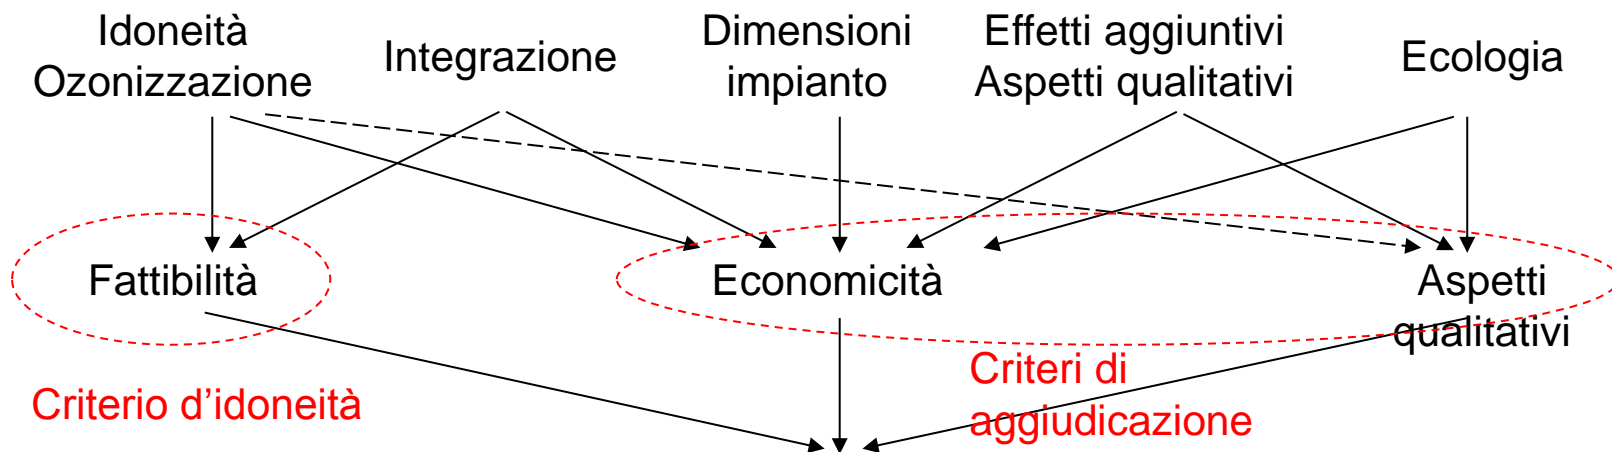 Idoneità
Ozonizzazione
Integrazione
Dimensioni
impianto
Effetti aggiuntivi
Aspetti qualitativi
Ecologia
Fattibilità
Economicità
Aspetti
qualitativi
Criterio d’idoneità
Criteri di
aggiudicazione